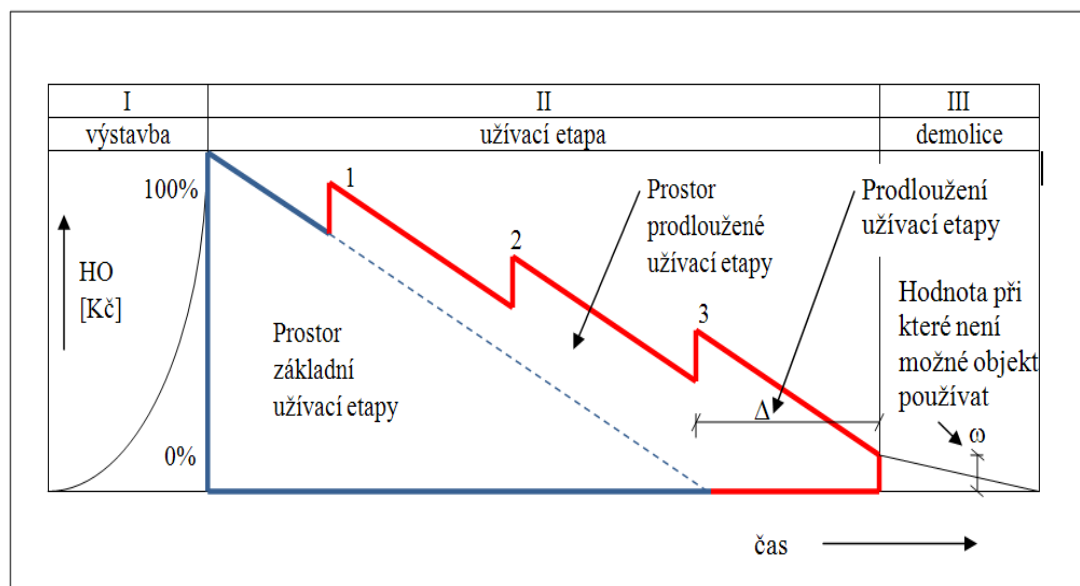 I
II
III
výstavba
užívací etapa
demolice
100%
HO
[Kč]
0%
1
2
3
Prostor
prodloužené
užívací etapy
Prodloužení
užívací etapy
Prostor
základní
užívací etapy
Hodnota při
které není
možné objekt
používat
Δ
ω
čas